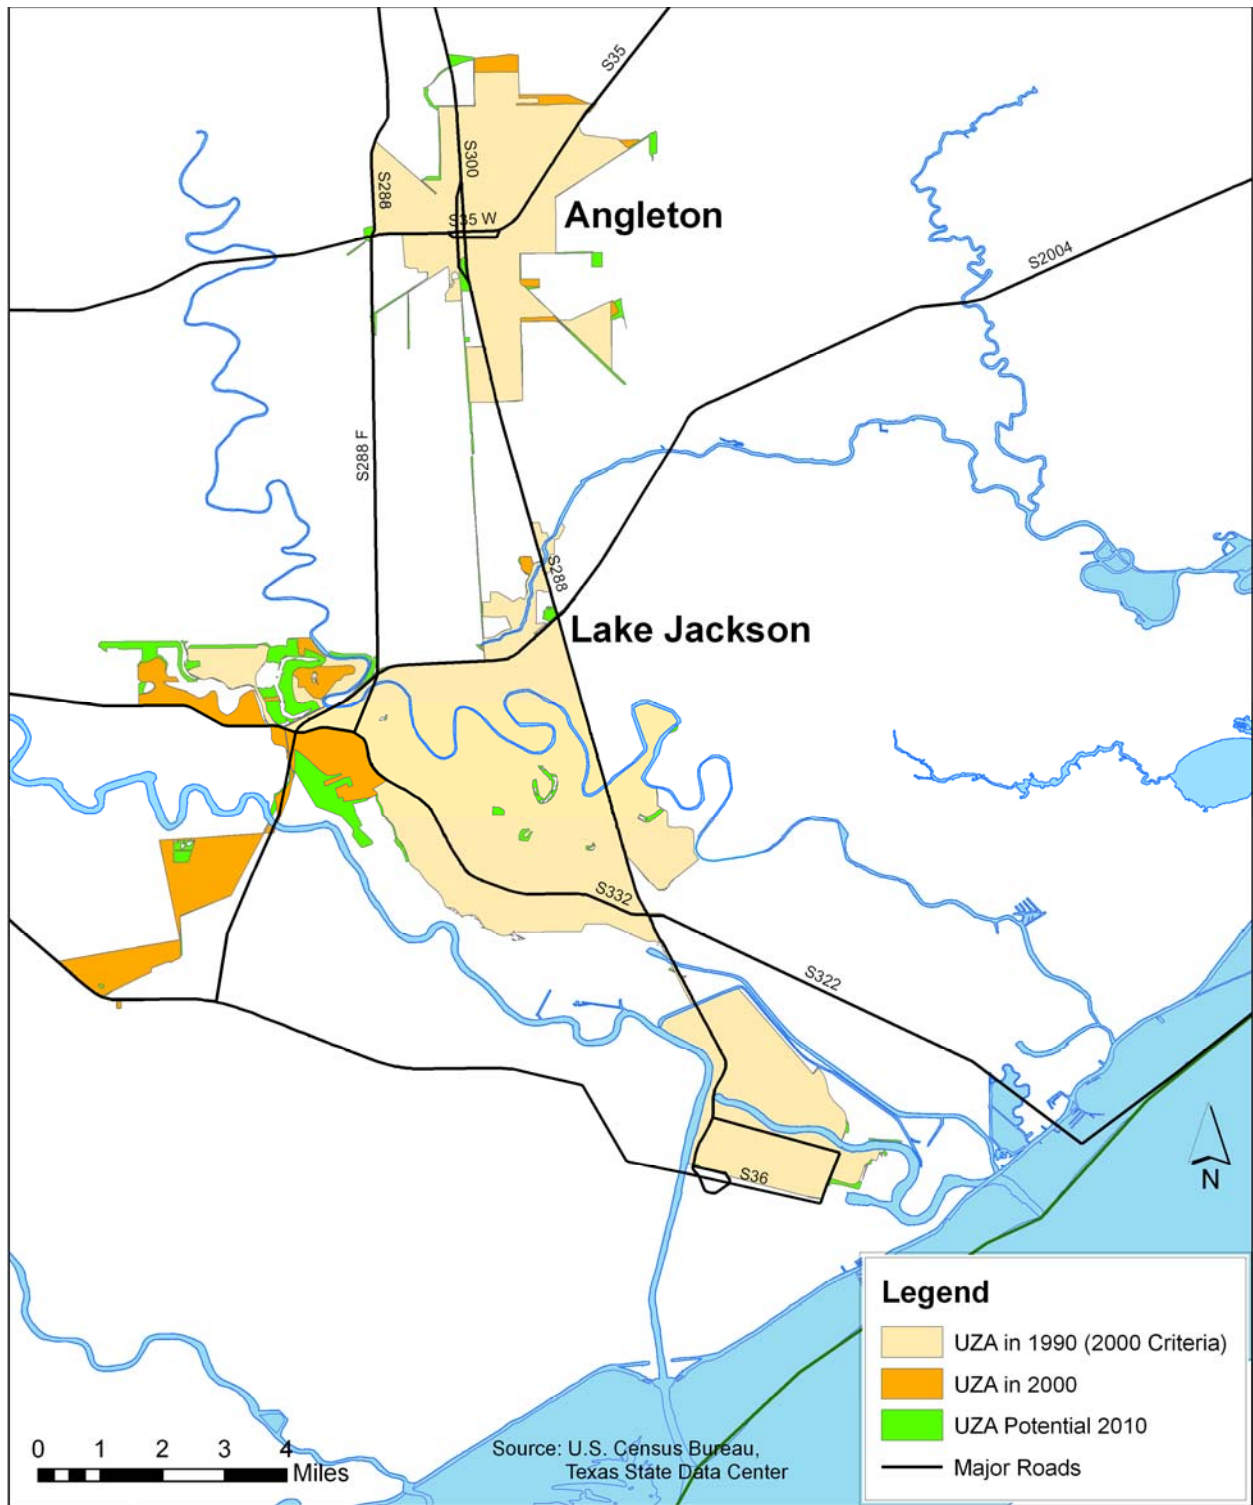 S35
S300
S288
S35 W
Angleton
S2004
S288 F
S288
Lake Jackson
S332
S322
S36
N
Legend
UZA in 1990 (2000 Criteria)
UZA in 2000
UZA Potential 2010
Major Roads
0 1 2 3 4
Miles
Source: U.S. Census Bureau,
Texas State Data Center